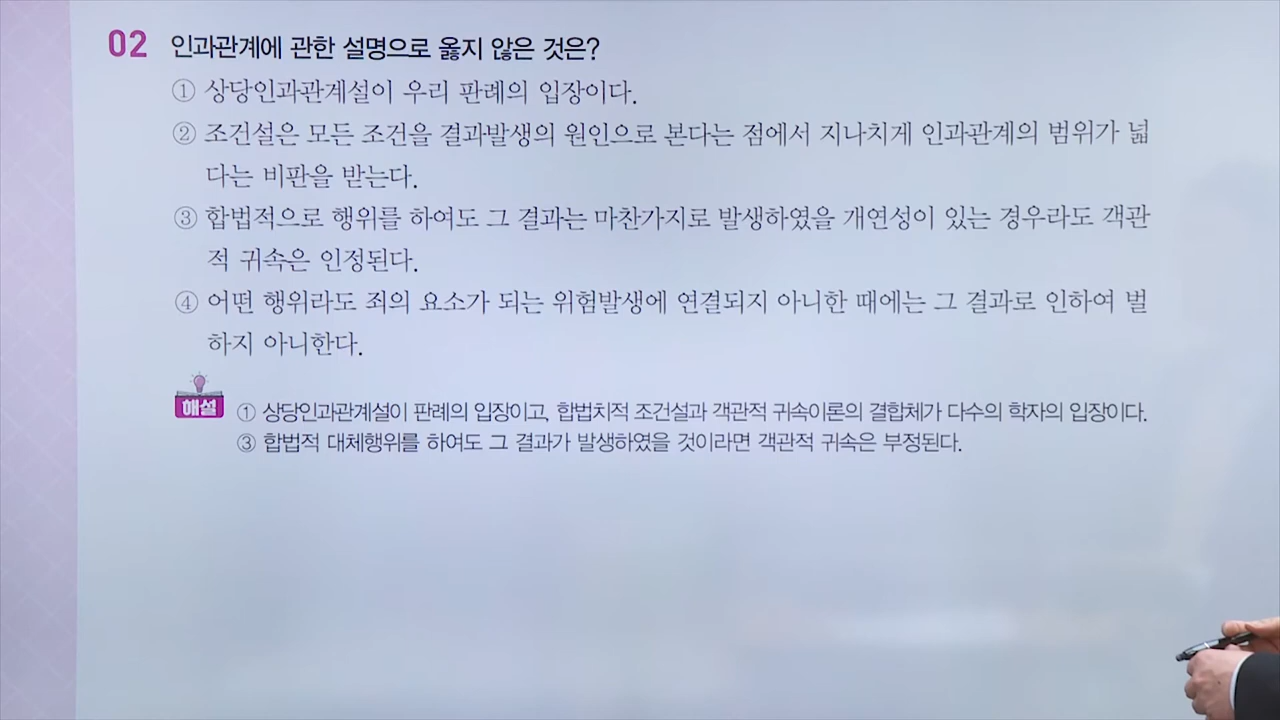 02 인과관계에 관한 설명으로 옳지 않은 것은?
① 상당인과관계설이 우리 판례의 입장이다.
② 조건설은 모든 조건을 결과발생의 원인으로 본다는 점에서 지나치게 인과관계의 범위가 넓
다는 비판을 받는다.
③ 합법적으로 행위를 하여도 그 결과는 마찬가지로 발생하였을 개연성이 있는 경우라도 객관
적 귀속은 인정된다.
④ 어떤 행위라도 죄의 요소가 되는 위험발생에 연결되지 아니한 때에는 그 결과로 인하여 벌
하지 아니한다.
해설 ① 상당인과관계설이 판례의 입장이고, 합법칙적 조건설과 객관적 귀속이론의 결합체가 다수의 학자의 입장이다.
③ 합법적 대체행위를 하여도 그 결과가 발생하였을 것이라면 객관적 귀속은 부정된다.